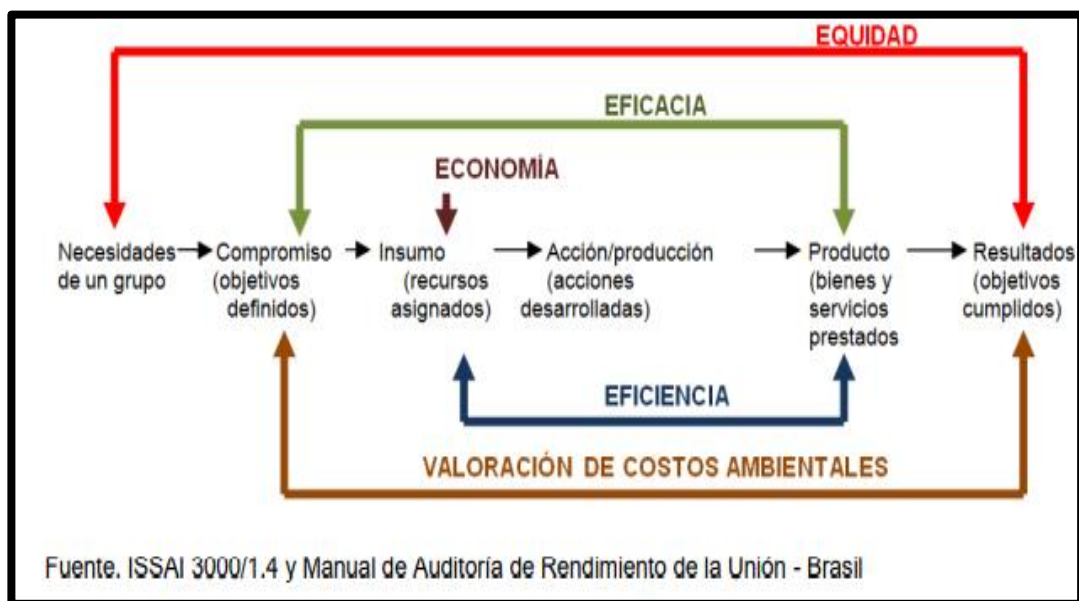 EQUIDAD
EFICACIA
ECONOMÍA
Necesidades
de un grupo
Compromiso
(objetivos
definidos)
Insumo
(recursos
asignados)
Acción/producción
(acciones
desarrolladas)
Producto
(bienes y
servicios
prestados
Resultados
(objetivos
cumplidos)
EFICIENCIA
VALORACIÓN DE COSTOS AMBIENTALES
Fuente. ISSAI 3000/1.4 y Manual de Auditoría de Rendimiento de la Unión - Brasil